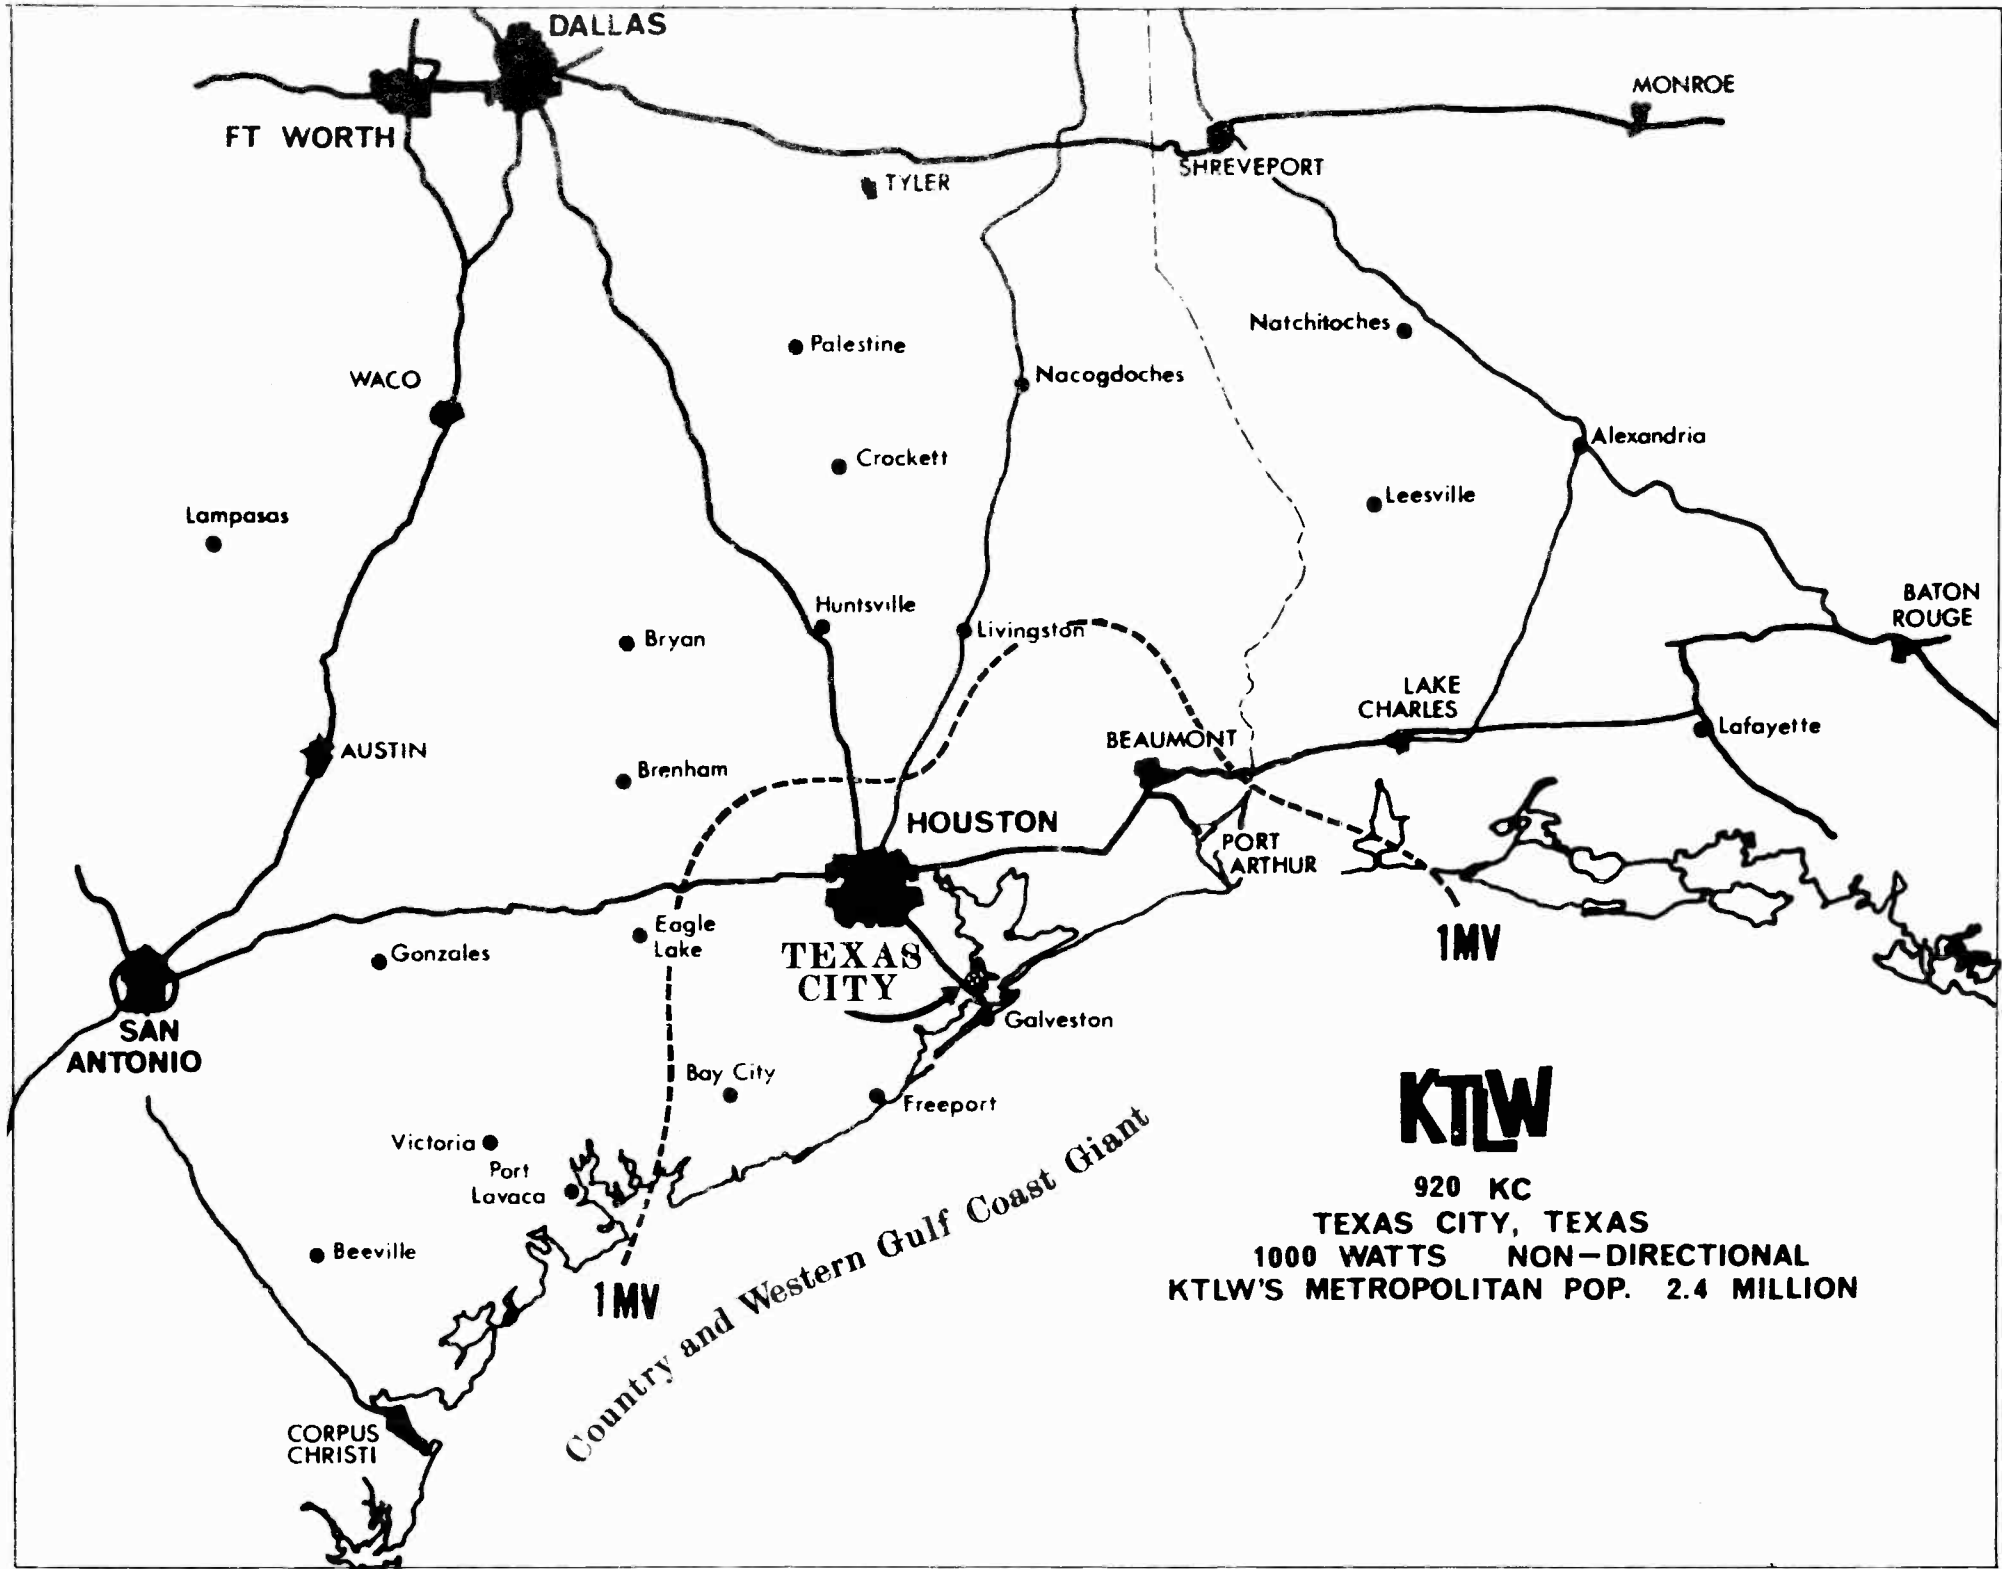 DALLAS
FT WORTH
MONROE
SHREVEPORT
TYLER
Natchitoches
Palestine
WACO
Nacogdoches
Alexandria
Crockett
Leesville
Lampasas
BATON
ROUGE
Huntsville
Livingston
Bryan
LAKE
CHARLES
Lafayette
BEAUMONT
AUSTIN
Brenham
HOUSTON
PORT
ARTHUR
Eagle
Lake
1MV
Gonzales
TEXAS
CITY
Galveston
SAN
ANTONIO
Bay City
Freeport
Victoria
Port
Lavaca
Beeville
1MV
Country and Western Gulf Coast Giant
KTLW
920 KC
TEXAS CITY, TEXAS
1000 WATTS NON-DIRECTIONAL
KTLW'S METROPOLITAN POP. 2.4 MILLION
CORPUS
CHRISTI